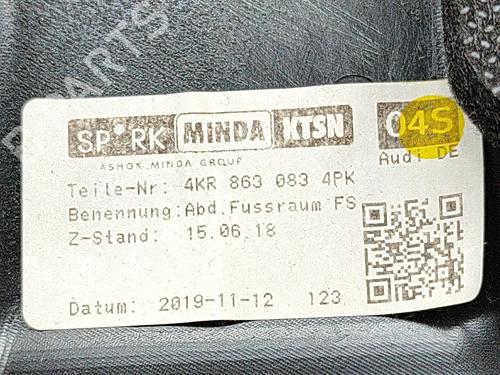 SP RK MINDA KTSN 04S
ASHOK MINDA GROUP
Audi DE
Teile-Nr: 4KR 863 083 4PK
Benennung: Abd.Fussraum FS
Z-Stand: 15.06.18
Datum: 2019-11-12 123